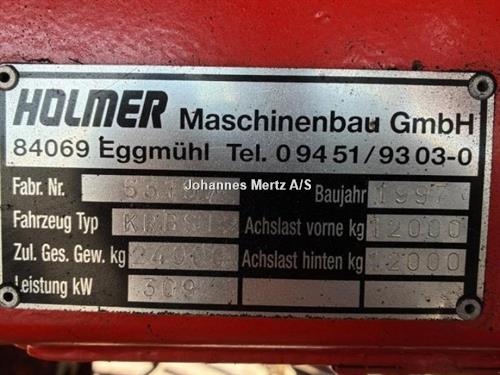 HOLMER Maschinenbau GmbH
84069 Eggmühl Tel. 0 94 51/93 03-0
Fabr. Nr. Baujahr 1997
Johannes Mertz A/S
Fahrzeug Typ Achslast vorne kg 12000
Zul. Ges. Gew. kg 24000 Achslast hinten kg 12000
Leistung kW 309